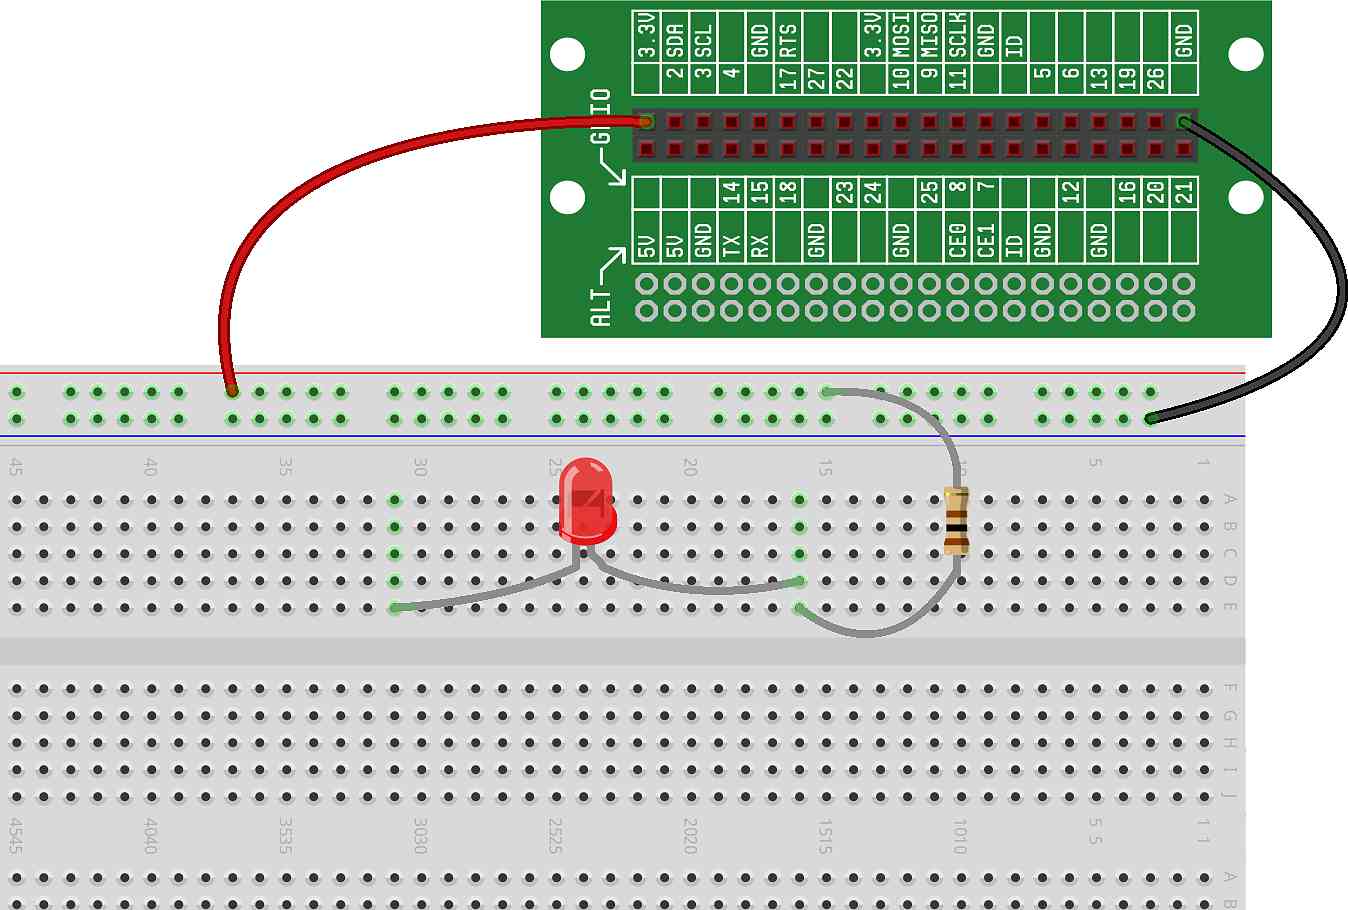 3.3V SDA SCL GND RTS 3.3V MOSI MISO SCLK GND ID GND
2 3 4 17 27 22 10 9 11 5 6 13 19 26
GPIO
14 15 18 23 24 25 8 7 12 16 20 21
5V 5V GND TX RX GND GND CE0 CE1 ID GND GND
ALT
45 40 35 30 25 20 15 10 5 1
A
B
C
D
E
F
G
H
I
J
4545 4040 3535 3030 2525 2020 1515 1010 5 5 1 1
A
B